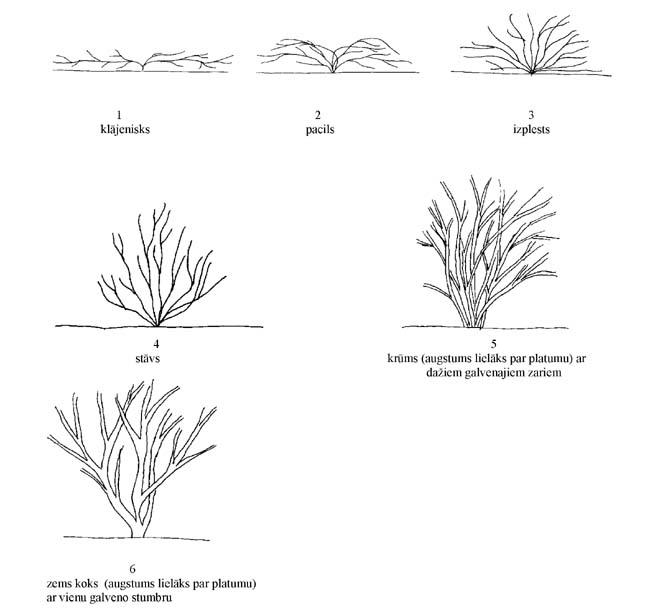 1
klājenisks
2
pacils
3
izplests
4
stāvs
5
krūms (augstums lielāks par platumu) ar
dažiem galvenajiem zariem
6
zems koks (augstums lielāks par platumu)
ar vienu galveno stumbru